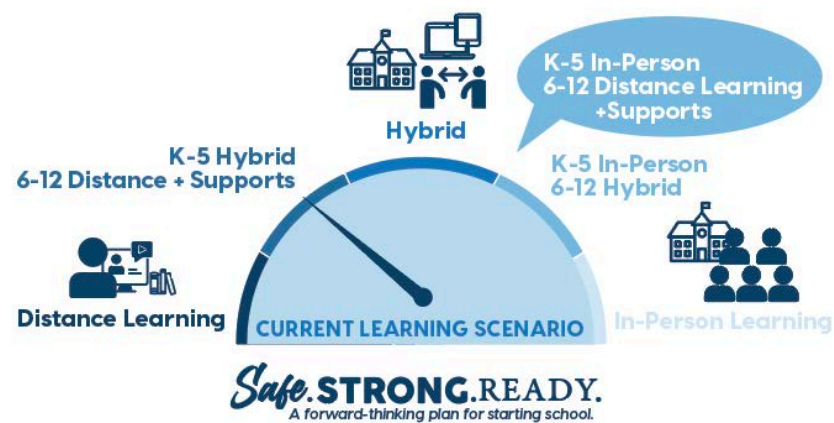 K-5 In-Person
6-12 Distance Learning
+Supports
Hybrid
K-5 Hybrid
6-12 Distance + Supports
K-5 In-Person
6-12 Hybrid
Distance Learning
CURRENT LEARNING SCENARIO
In-Person Learning
Safe.STRONG.READY.
A forward-thinking plan for starting school.